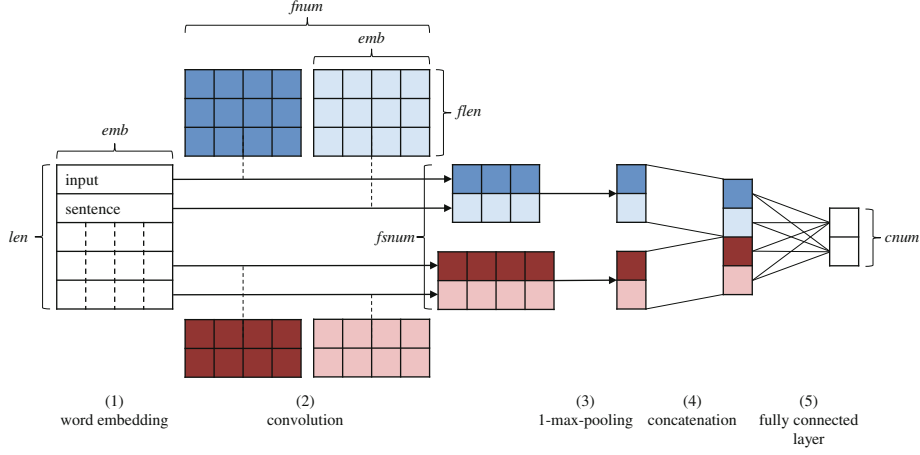 fnum
emb
flen
emb
input
sentence
len
fsnum
cnum
(1)
word embedding
(2)
convolution
(3)
1-max-pooling
(4)
concatenation
(5)
fully connected
layer